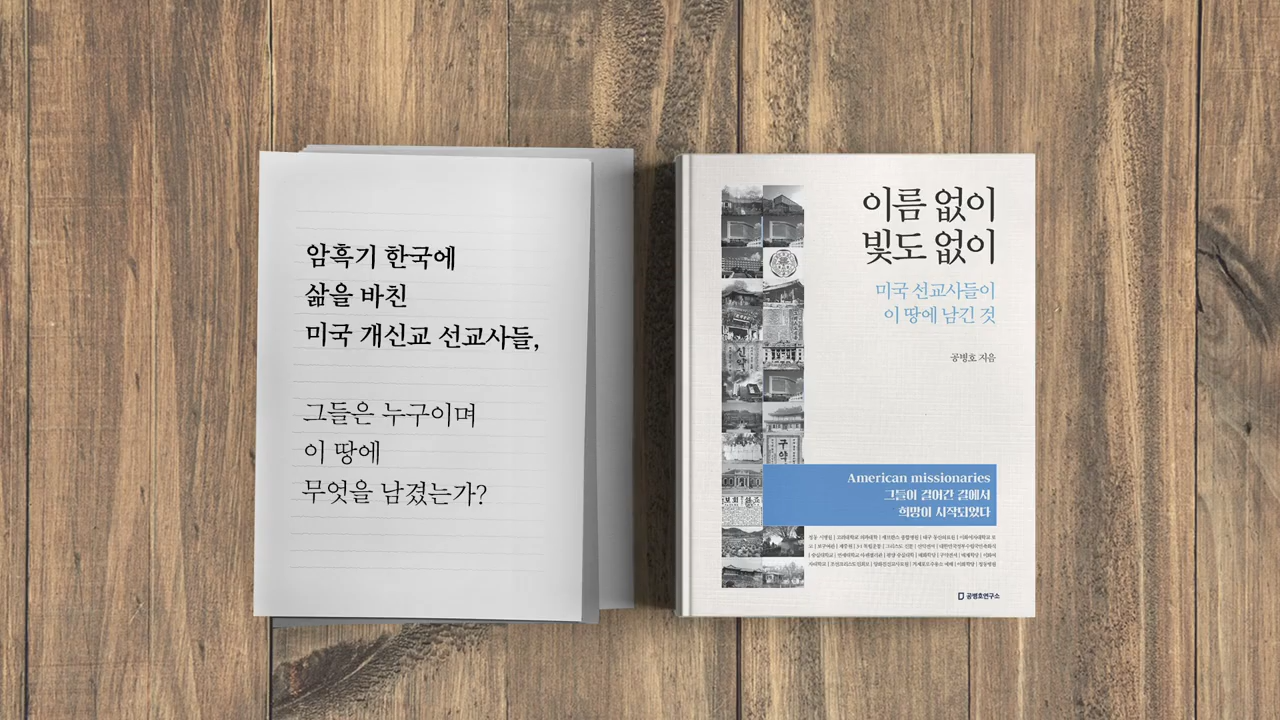 암흑기 한국에
삶을 바친
미국 개신교 선교사들,
그들은 누구이며
이 땅에
무엇을 남겼는가?
이름 없이
빛도 없이
미국 선교사들이
이 땅에 남긴 것
공병호 지음
구약
American missionaries
그들이 걸어간 길에서
희망이 시작되었다
공병호연구소